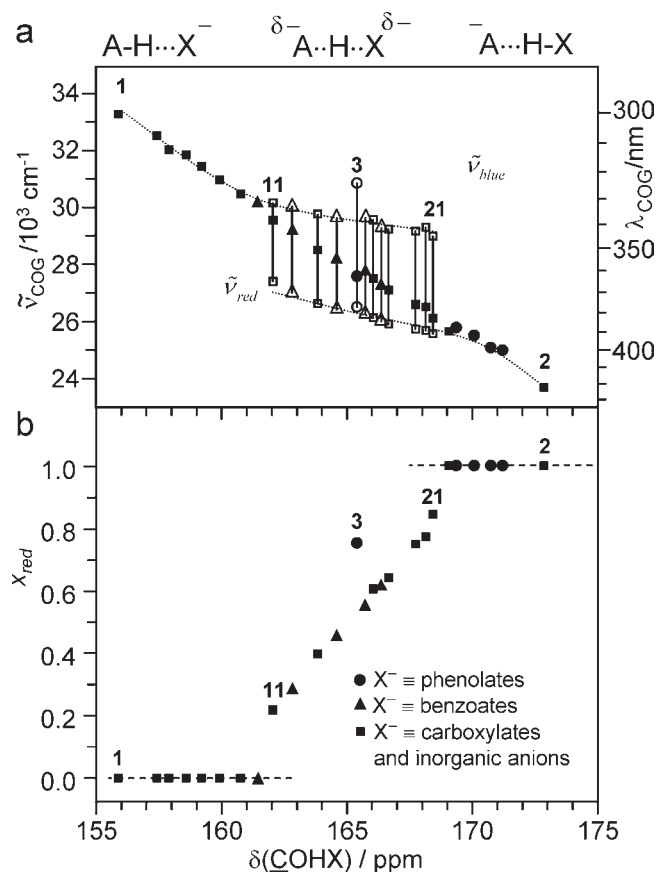 a
A-H···X⁻ δ− A··H··X δ− ⁻A···H-X
ν̃COG /10³ cm⁻¹
34
32
30
28
26
24
1
11
3
21
2
ν̃blue
ν̃red
300
350
400
λCOG/nm
b
xred
1.0
0.8
0.6
0.4
0.2
0.0
1
11
3
21
2
X⁻ ≡ phenolates
X⁻ ≡ benzoates
X⁻ ≡ carboxylates
and inorganic anions
155 160 165 170 175
δ(COHX) / ppm